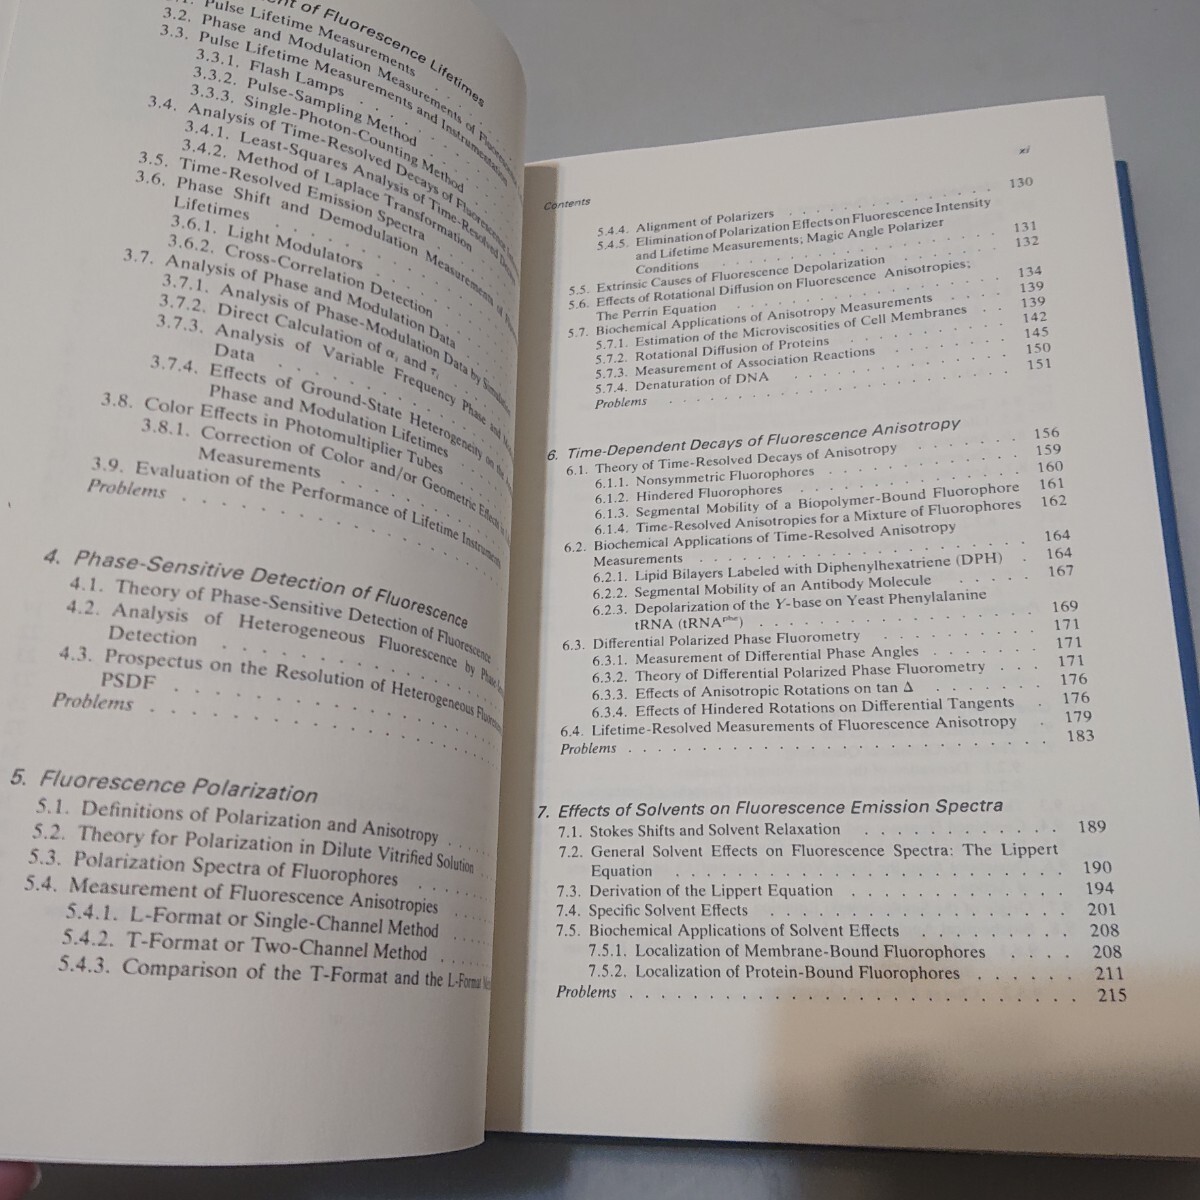 of Fluorescence Lifetimes
Pulse Lifetime Measurements
3.2. Phase and Modulation Measurements of
3.3. Pulse Lifetime Measurements and Instrumentation
3.3.1. Flash Lamps
3.3.2. Pulse-Sampling Method
3.3.3. Single-Photon-Counting Method
3.4. Analysis of Time-Resolved Decays of Fluorescence
3.4.1. Least-Squares Analysis of Time-Resolved
3.4.2. Method of Laplace Transformation
3.5. Time-Resolved Emission Spectra
3.6. Phase Shift and Demodulation Measurements of
Lifetimes
3.6.1. Light Modulators
3.6.2. Cross-Correlation Detection
3.7. Analysis of Phase and Modulation Data
3.7.1. Analysis of Phase-Modulation Data by
3.7.2. Direct Calculation of αi and τi
3.7.3. Analysis of Variable Frequency Phase and
Data
3.7.4. Effects of Ground-State Heterogeneity on the
Phase and Modulation Lifetimes
3.8. Color Effects in Photomultiplier Tubes
3.8.1. Correction of Color and/or Geometric Effects
Measurements
3.9. Evaluation of the Performance of Lifetime
Problems
4. Phase-Sensitive Detection of Fluorescence
4.1. Theory of Phase-Sensitive Detection of Fluorescence
4.2. Analysis of Heterogeneous Fluorescence by
Detection
4.3. Prospectus on the Resolution of Heterogeneous
PSDF
Problems
5. Fluorescence Polarization
5.1. Definitions of Polarization and Anisotropy
5.2. Theory for Polarization in Dilute Vitrified Solution
5.3. Polarization Spectra of Fluorophores
5.4. Measurement of Fluorescence Anisotropies
5.4.1. L-Format or Single-Channel Method
5.4.2. T-Format or Two-Channel Method
5.4.3. Comparison of the T-Format and the L-Format
Contents xi
5.4.4. Alignment of Polarizers 130
5.4.5. Elimination of Polarization Effects on Fluorescence Intensity
and Lifetime Measurements; Magic Angle Polarizer
Conditions 131
5.5. Extrinsic Causes of Fluorescence Depolarization 132
5.6. Effects of Rotational Diffusion on Fluorescence Anisotropies;
The Perrin Equation 134
5.7. Biochemical Applications of Anisotropy Measurements 139
5.7.1. Estimation of the Microviscosities of Cell Membranes 139
5.7.2. Rotational Diffusion of Proteins 142
5.7.3. Measurement of Association Reactions 145
5.7.4. Denaturation of DNA 150
Problems 151
6. Time-Dependent Decays of Fluorescence Anisotropy
6.1. Theory of Time-Resolved Decays of Anisotropy 156
6.1.1. Nonsymmetric Fluorophores 159
6.1.2. Hindered Fluorophores 160
6.1.3. Segmental Mobility of a Biopolymer-Bound Fluorophore 161
6.1.4. Time-Resolved Anisotropies for a Mixture of Fluorophores 162
6.2. Biochemical Applications of Time-Resolved Anisotropy
Measurements 164
6.2.1. Lipid Bilayers Labeled with Diphenylhexatriene (DPH) 164
6.2.2. Segmental Mobility of an Antibody Molecule 167
6.2.3. Depolarization of the Y-base on Yeast Phenylalanine
tRNA (tRNAPhe) 169
6.3. Differential Polarized Phase Fluorometry 171
6.3.1. Measurement of Differential Phase Angles 171
6.3.2. Theory of Differential Polarized Phase Fluorometry 171
6.3.3. Effects of Anisotropic Rotations on tan Δ 176
6.3.4. Effects of Hindered Rotations on Differential Tangents 176
6.4. Lifetime-Resolved Measurements of Fluorescence Anisotropy 179
Problems 183
7. Effects of Solvents on Fluorescence Emission Spectra
7.1. Stokes Shifts and Solvent Relaxation 189
7.2. General Solvent Effects on Fluorescence Spectra: The Lippert
Equation 190
7.3. Derivation of the Lippert Equation 194
7.4. Specific Solvent Effects 201
7.5. Biochemical Applications of Solvent Effects 208
7.5.1. Localization of Membrane-Bound Fluorophores 208
7.5.2. Localization of Protein-Bound Fluorophores 211
Problems 215